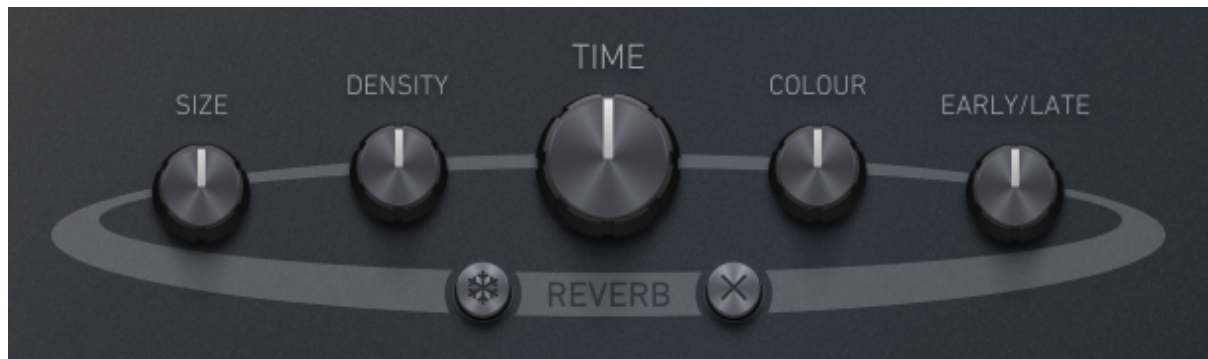 SIZE
DENSITY
TIME
COLOUR
EARLY/LATE
REVERB